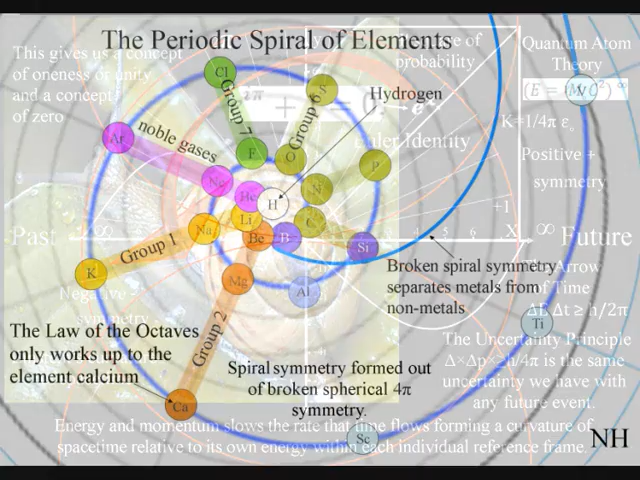 The Periodic Spiral of Elements
This gives us a concept
of oneness or unity
and a concept
of zero
probability
Quantum Atom
Theory
Hydrogen
Euler Identity
K=1/4π εₒ
Positive +
symmetry
Cl
S
Group 7
Group 6
V
Ar
noble gases
F
O
P
Ne
He
N
H
+1
Na
Li
C
Be
B
Si
Past
∞
4
5
6
X
∞
Future
K
Group 1
Mg
Al
Group 2
Broken spiral symmetry
separates metals from
non-metals
Arrow
of Time
ΔE Δt ≥ h/2π
Negative -
symmetry
Ti
The Law of the Octaves
only works up to the
element calcium
Ca
Spiral symmetry formed out
of broken spherical 4π
symmetry.
The Uncertainty Principle
is the same
uncertainty we have with
any future event.
Sc
Energy and momentum slows the rate that time flows forming a curvature of
spacetime relative to its own energy within each individual reference frame.
NH